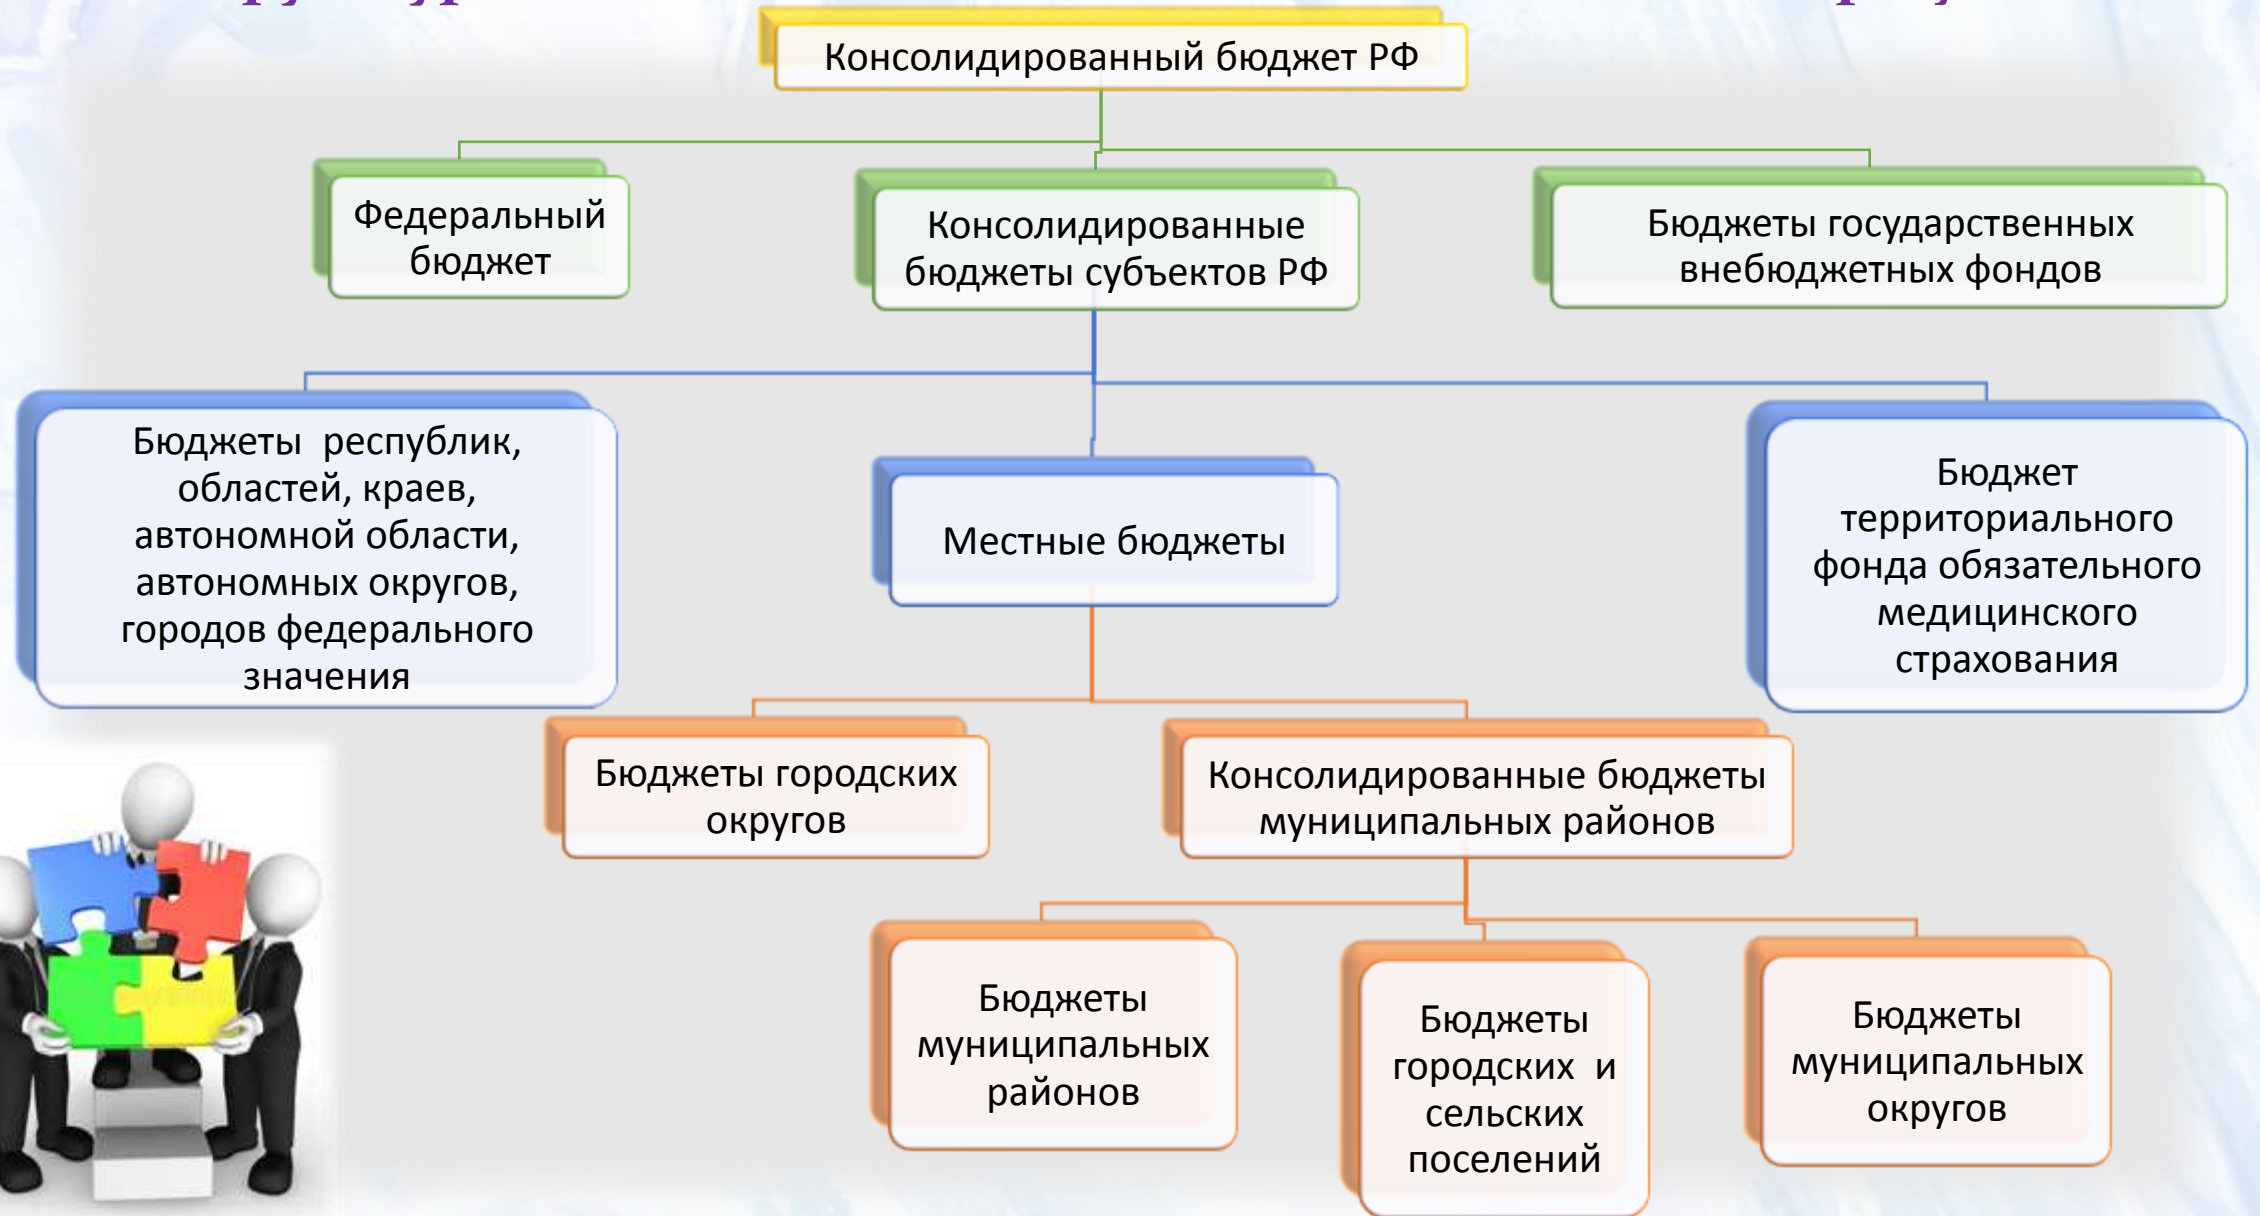 Консолидированный бюджет РФ
Федеральный
бюджет
Консолидированные
бюджеты субъектов РФ
Бюджеты государственных
внебюджетных фондов
Бюджеты республик,
областей, краев,
автономной области,
автономных округов,
городов федерального
значения
Местные бюджеты
Бюджет
территориального
фонда обязательного
медицинского
страхования
Бюджеты городских
округов
Консолидированные бюджеты
муниципальных районов
Бюджеты
муниципальных
районов
Бюджеты
городских и
сельских
поселений
Бюджеты
муниципальных
округов